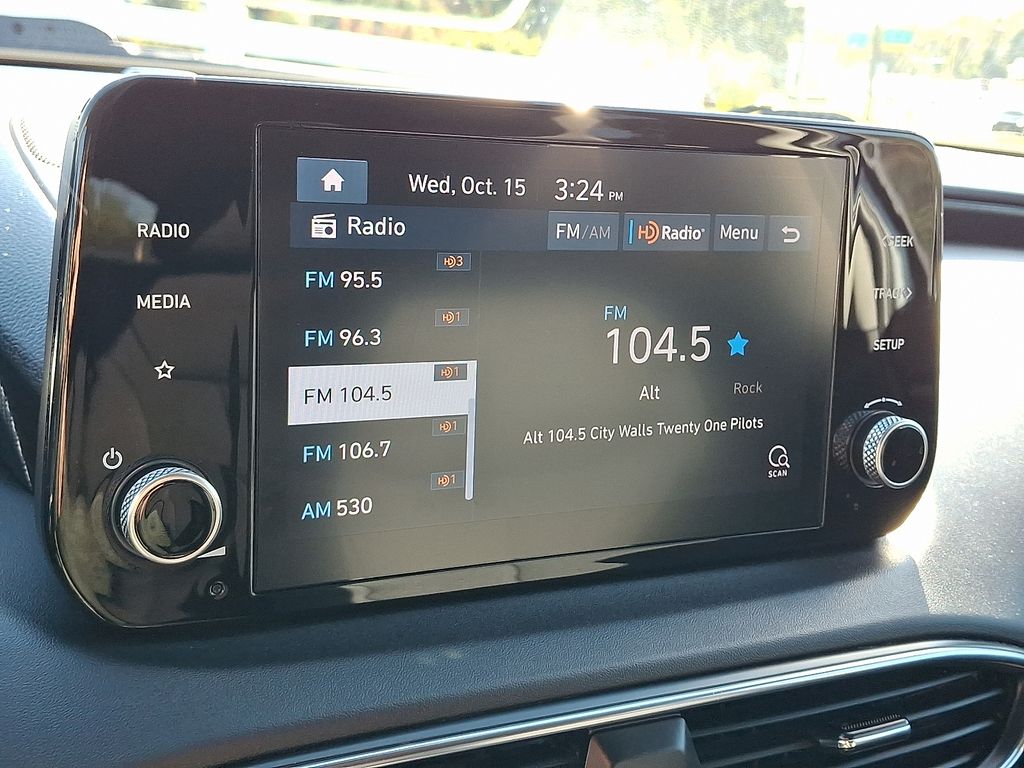 Wed, Oct. 15 3:24 PM
RADIO
MEDIA
Radio FM/AM HD Radio Menu
HD3
FM 95.5
HD1
FM 96.3
HD1
FM 104.5
HD1
FM 106.7
HD1
AM 530
FM
104.5
Alt Rock
Alt 104.5 City Walls Twenty One Pilots
SCAN
<SEEK
TRACK>
SETUP